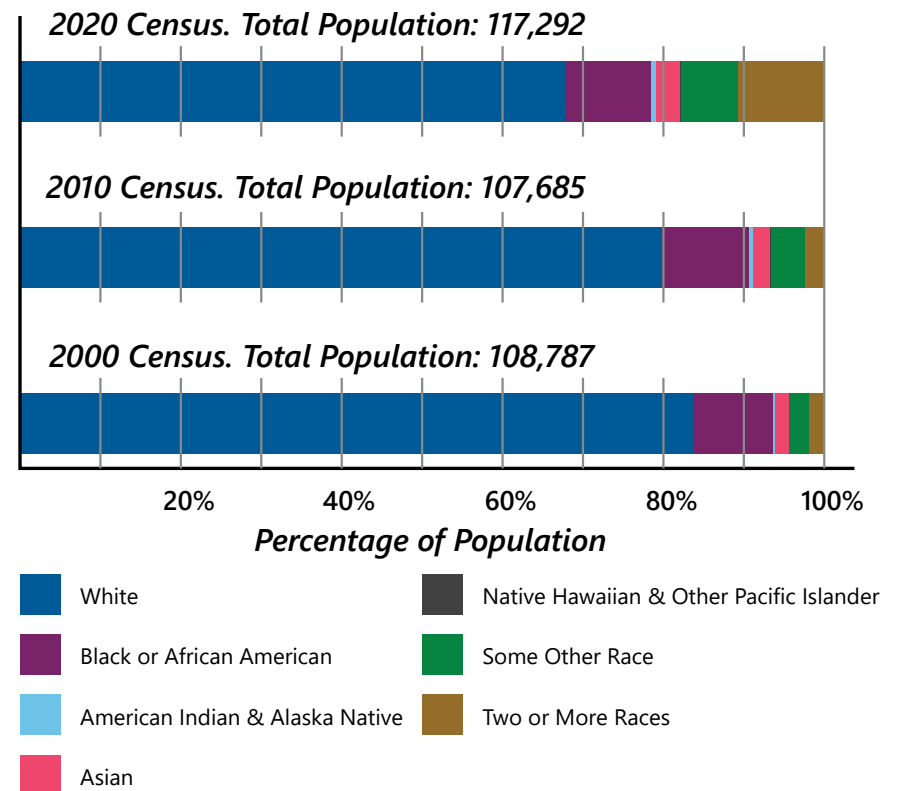 2020 Census. Total Population: 117,292
2010 Census. Total Population: 107,685
2000 Census. Total Population: 108,787
20% 40% 60% 80% 100%
Percentage of Population
White
Black or African American
American Indian & Alaska Native
Asian
Native Hawaiian & Other Pacific Islander
Some Other Race
Two or More Races